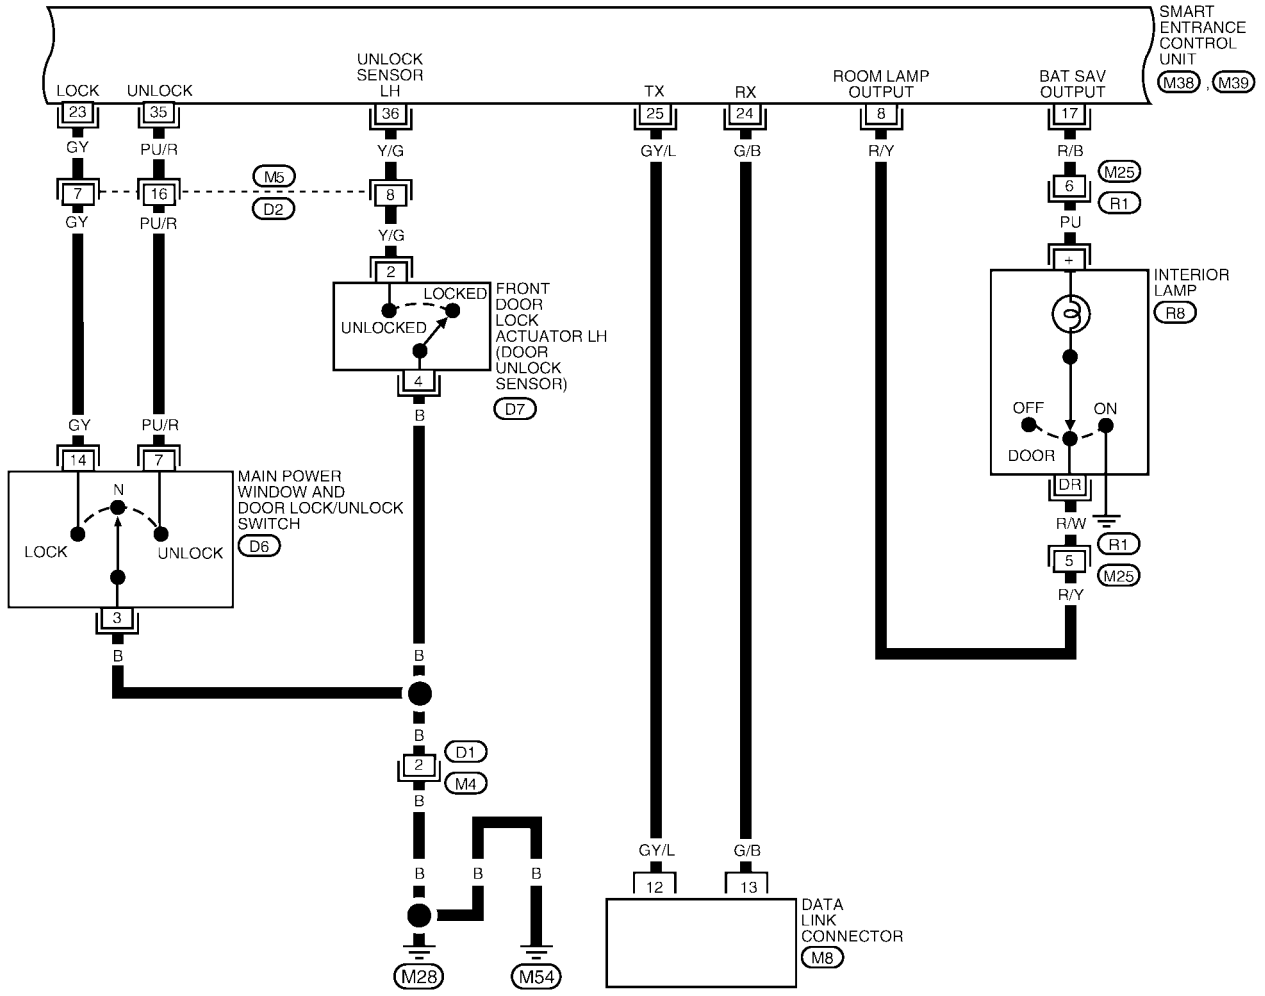 SMART
ENTRANCE
CONTROL
UNIT
M38 , M39
UNLOCK
SENSOR
LH
LOCK
UNLOCK
TX
RX
ROOM LAMP
OUTPUT
BAT SAV
OUTPUT
23
35
36
25
24
8
17
GY
PU/R
Y/G
GY/L
G/B
R/Y
R/B
7
16
M5
D2
8
6
M25
R1
GY
PU/R
Y/G
PU
2
+
LOCKED
UNLOCKED
FRONT
DOOR
LOCK
ACTUATOR LH
(DOOR
UNLOCK
SENSOR)
D7
4
B
INTERIOR
LAMP
R8
OFF
ON
DOOR
DR
R/W
R1
5
M25
R/Y
GY
PU/R
14
7
N
LOCK
UNLOCK
MAIN POWER
WINDOW AND
DOOR LOCK/UNLOCK
SWITCH
D6
3
B
B
B
2
D1
M4
B
B
B
B
M28
M54
GY/L
G/B
12
13
DATA
LINK
CONNECTOR
M8